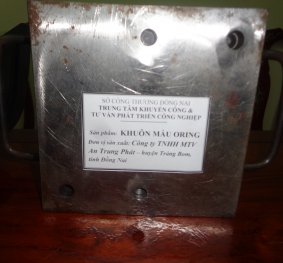 SỞ CÔNG THƯƠNG ĐỒNG NAI
TRUNG TÂM KHUYẾN CÔNG &
TƯ VẤN PHÁT TRIỂN CÔNG NGHIỆP
Sản phẩm: KHUÔN MẪU ORING
Đơn vị sản xuất: Công ty TNHH MTV
An Trung Phát – huyện Trảng Bom,
tỉnh Đồng Nai